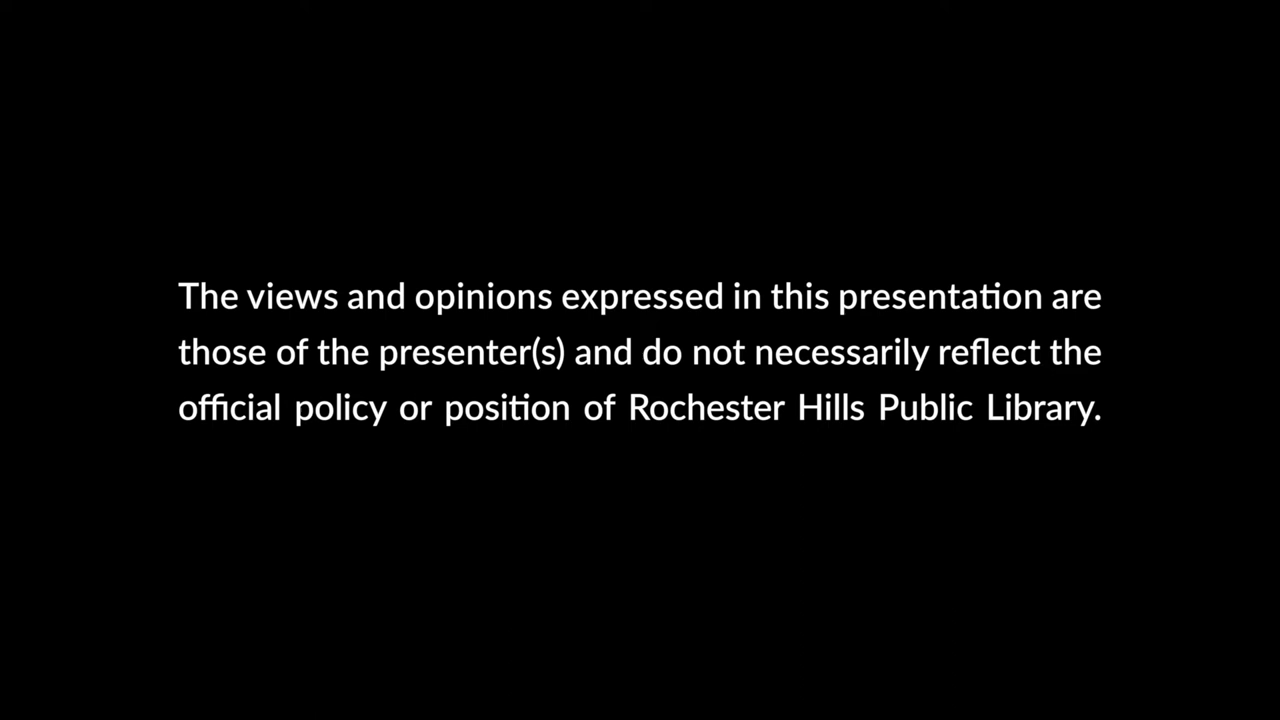 The views and opinions expressed in this presentation are
those of the presenter(s) and do not necessarily reflect the
official policy or position of Rochester Hills Public Library.